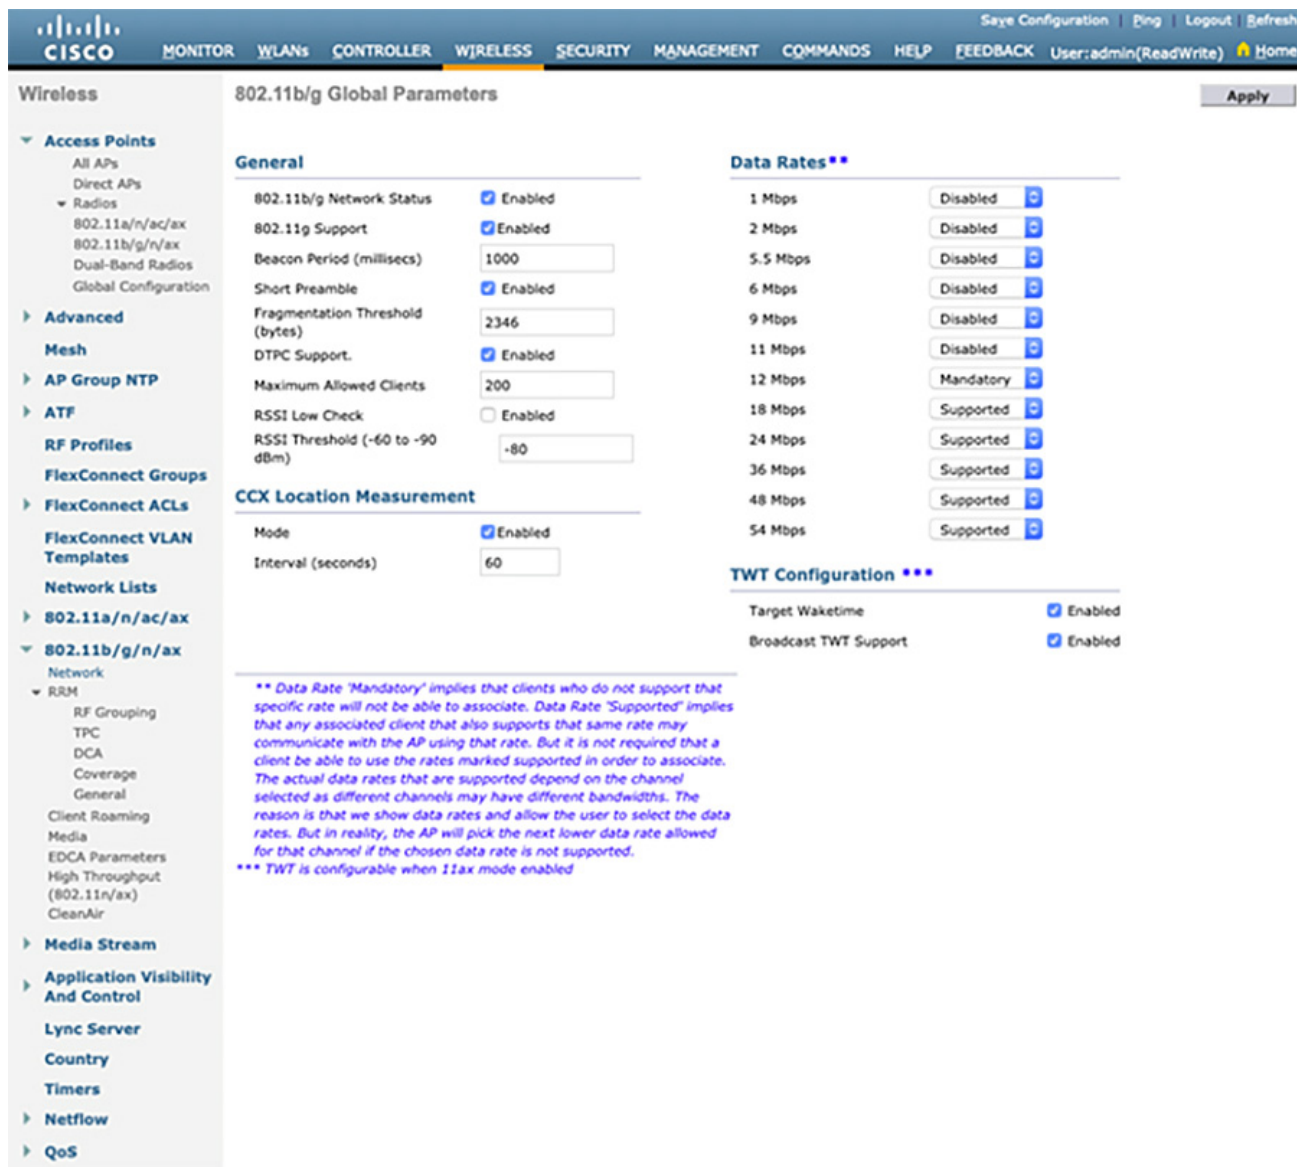 Save Configuration | Ping | Logout | Refresh
CISCO MONITOR WLANs CONTROLLER WIRELESS SECURITY MANAGEMENT COMMANDS HELP FEEDBACK User:admin(ReadWrite) Home
Wireless
Access Points
All APs
Direct APs
Radios
802.11a/n/ac/ax
802.11b/g/n/ax
Dual-Band Radios
Global Configuration
Advanced
Mesh
AP Group NTP
ATF
RF Profiles
FlexConnect Groups
FlexConnect ACLs
FlexConnect VLAN
Templates
Network Lists
802.11a/n/ac/ax
802.11b/g/n/ax
Network
RRM
RF Grouping
TPC
DCA
Coverage
General
Client Roaming
Media
EDCA Parameters
High Throughput
(802.11n/ax)
CleanAir
Media Stream
Application Visibility
And Control
Lync Server
Country
Timers
Netflow
QoS
802.11b/g Global Parameters
Apply
General
802.11b/g Network Status Enabled
802.11g Support Enabled
Beacon Period (millisecs) 1000
Short Preamble Enabled
Fragmentation Threshold
(bytes) 2346
DTPC Support. Enabled
Maximum Allowed Clients 200
RSSI Low Check Enabled
RSSI Threshold (-60 to -90
dBm) -80
CCX Location Measurement
Mode Enabled
Interval (seconds) 60
Data Rates**
1 Mbps Disabled
2 Mbps Disabled
5.5 Mbps Disabled
6 Mbps Disabled
9 Mbps Disabled
11 Mbps Disabled
12 Mbps Mandatory
18 Mbps Supported
24 Mbps Supported
36 Mbps Supported
48 Mbps Supported
54 Mbps Supported
TWT Configuration ***
Target Waketime Enabled
Broadcast TWT Support Enabled
** Data Rate 'Mandatory' implies that clients who do not support that
specific rate will not be able to associate. Data Rate 'Supported' implies
that any associated client that also supports that same rate may
communicate with the AP using that rate. But it is not required that a
client be able to use the rates marked supported in order to associate.
The actual data rates that are supported depend on the channel
selected as different channels may have different bandwidths. The
reason is that we show data rates and allow the user to select the data
rates. But in reality, the AP will pick the next lower data rate allowed
for that channel if the chosen data rate is not supported.
*** TWT is configurable when 11ax mode enabled